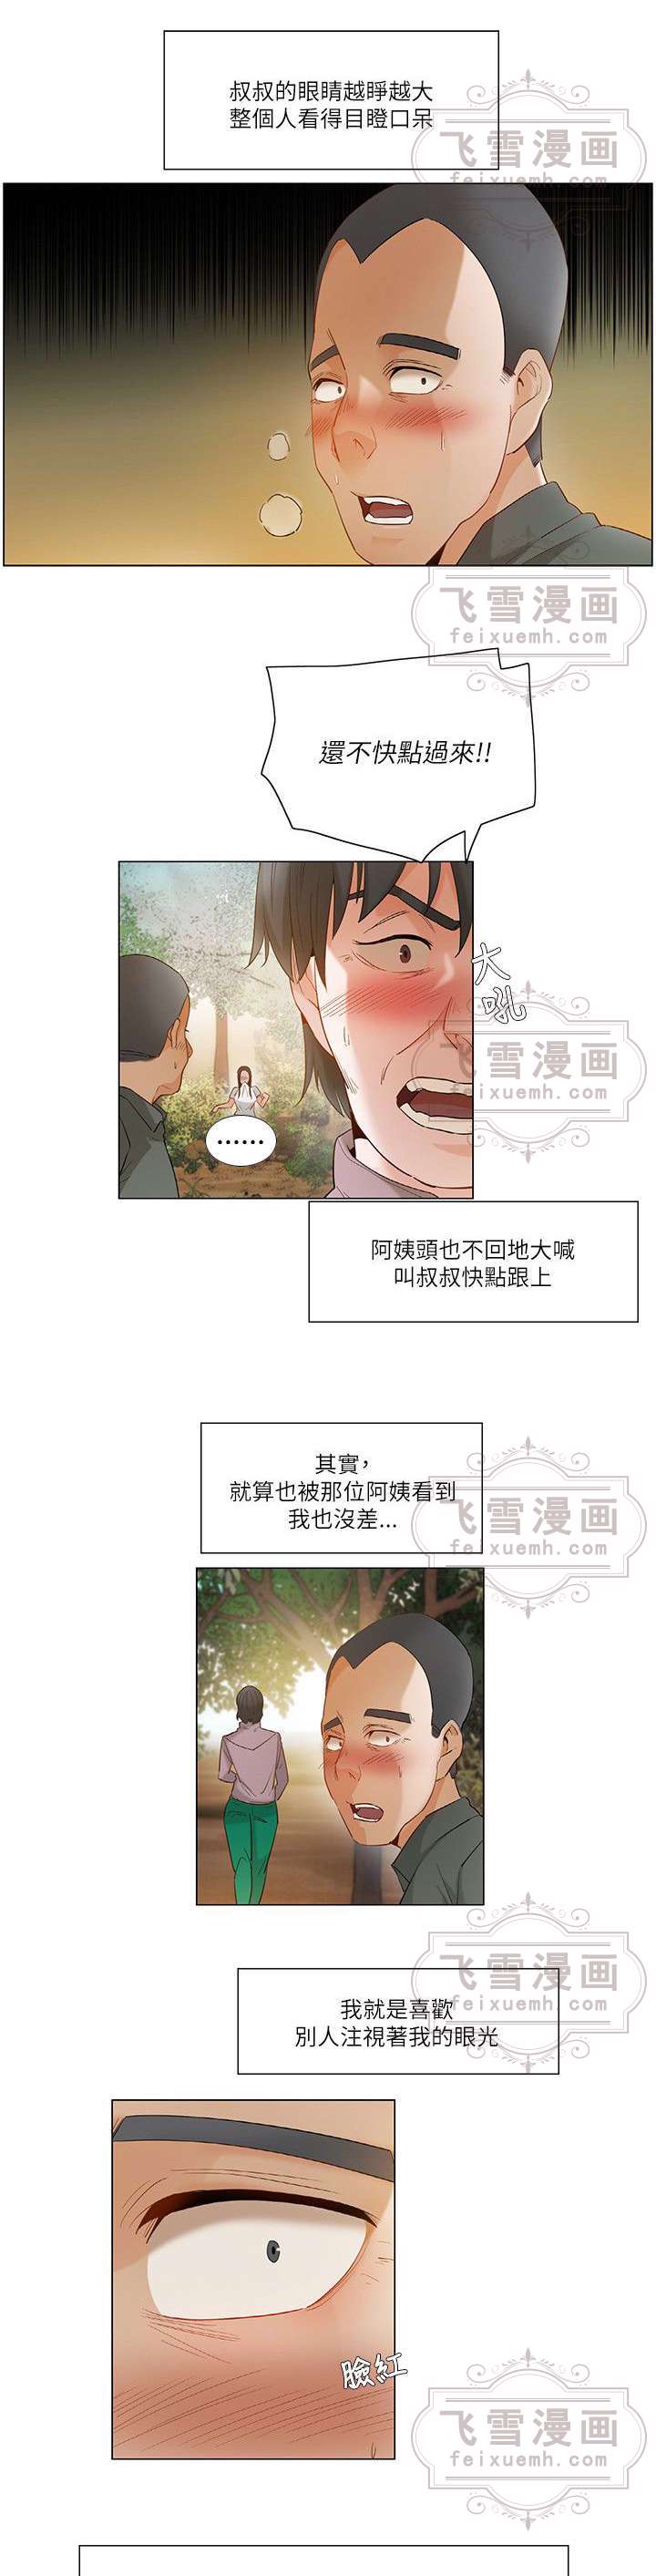 叔叔的眼睛越睜越大
整個人看得目瞪口呆
飞雪漫画
feixuemh.com
飞雪漫画
feixuemh.com
還不快點過來!!
大吼
飞雪漫画
feixuemh.com
……
阿姨頭也不回地大喊
叫叔叔快點跟上
其實，
就算也被那位阿姨看到
我也沒差...
飞雪漫画
feixuemh.com
我就是喜歡
別人注視著我的眼光
飞雪漫画
feixuemh.com
臉紅
飞雪漫画
feixuemh.com